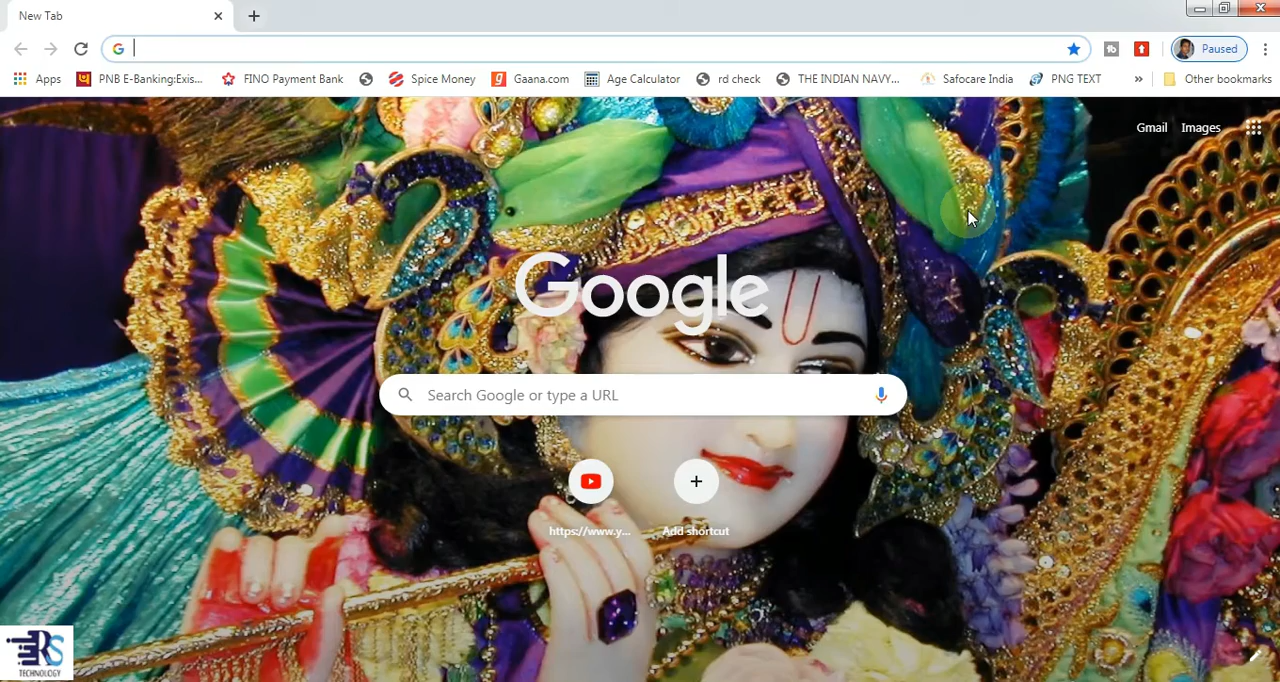 New Tab
Paused
Apps PNB E-Banking:Exis... FINO Payment Bank Spice Money Gaana.com Age Calculator rd check THE INDIAN NAVY... Safocare India PNG TEXT » Other bookmarks
Gmail Images
Google
Search Google or type a URL
https://www.y... Add shortcut
ERS
TECHNOLOGY